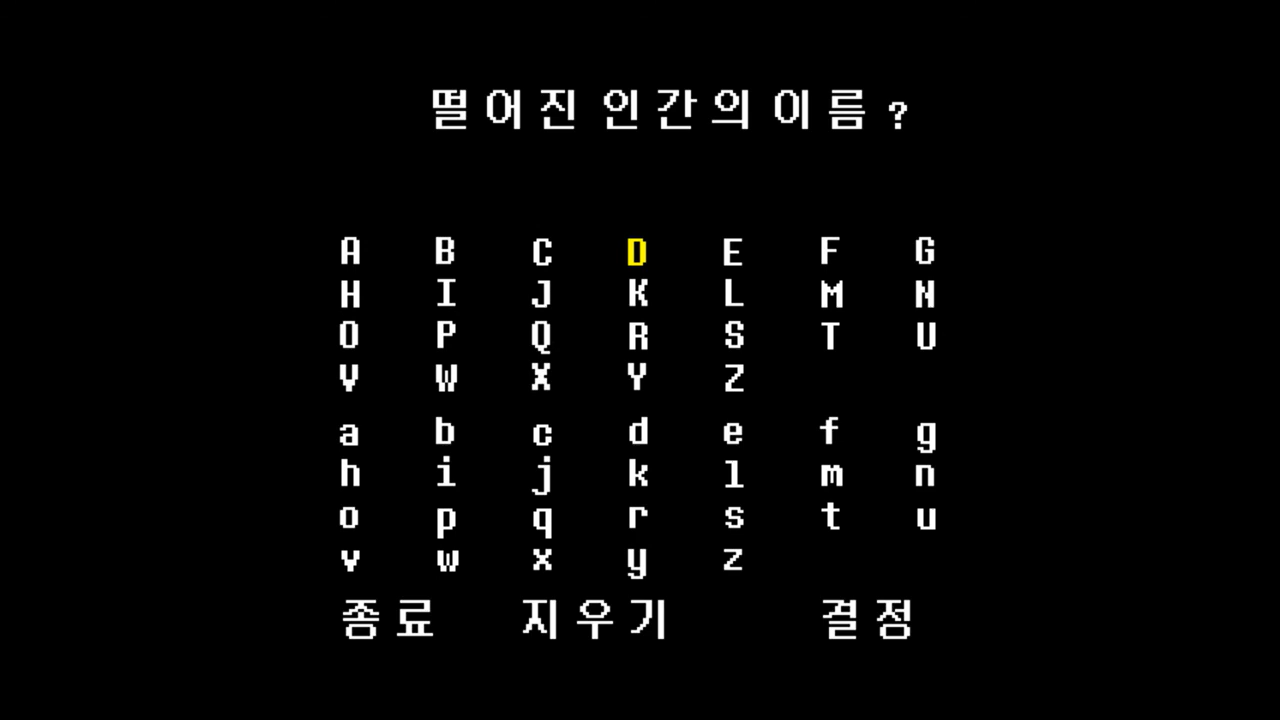 떨어진 인간의 이름?
A B C D E F G
H I J K L M N
O P Q R S T U
V W X Y Z
a b c d e f g
h i j k l m n
o p q r s t u
v w x y z
종료 지우기 결정